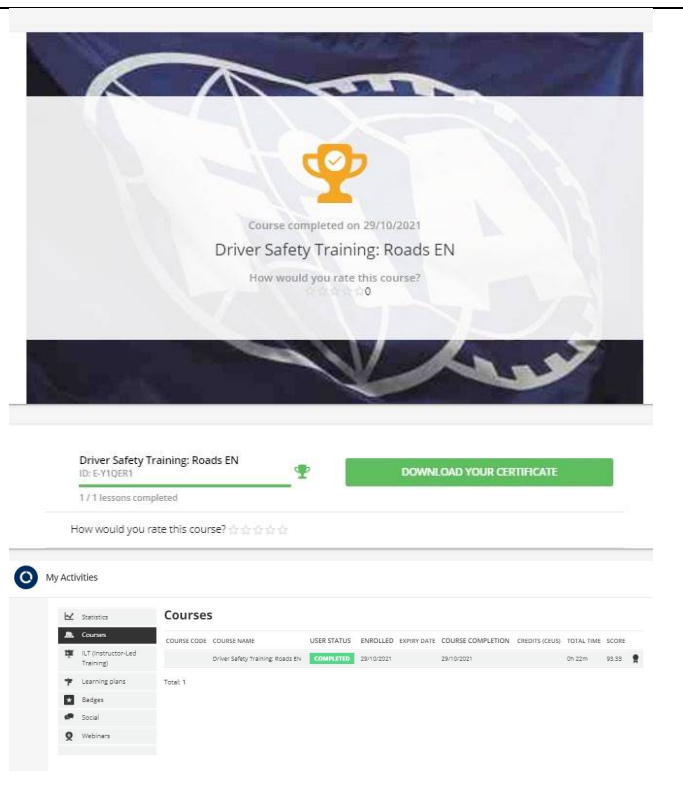 FIA
Course completed on 29/10/2021
Driver Safety Training: Roads EN
How would you rate this course?
☆☆☆☆☆0
Driver Safety Training: Roads EN
ID: E-Y1QER1
DOWNLOAD YOUR CERTIFICATE
1 / 1 lessons completed
How would you rate this course? ☆☆☆☆☆
My Activities
Statistics
Courses
ILT (Instructor-Led
Training)
Learning plans
Badges
Social
Webinars
Courses
COURSE CODE COURSE NAME USER STATUS ENROLLED EXPIRY DATE COURSE COMPLETION CREDITS (CEUS) TOTAL TIME SCORE
Driver Safety Training: Roads EN COMPLETED 29/10/2021 29/10/2021 0h 22m 93.33
Total: 1